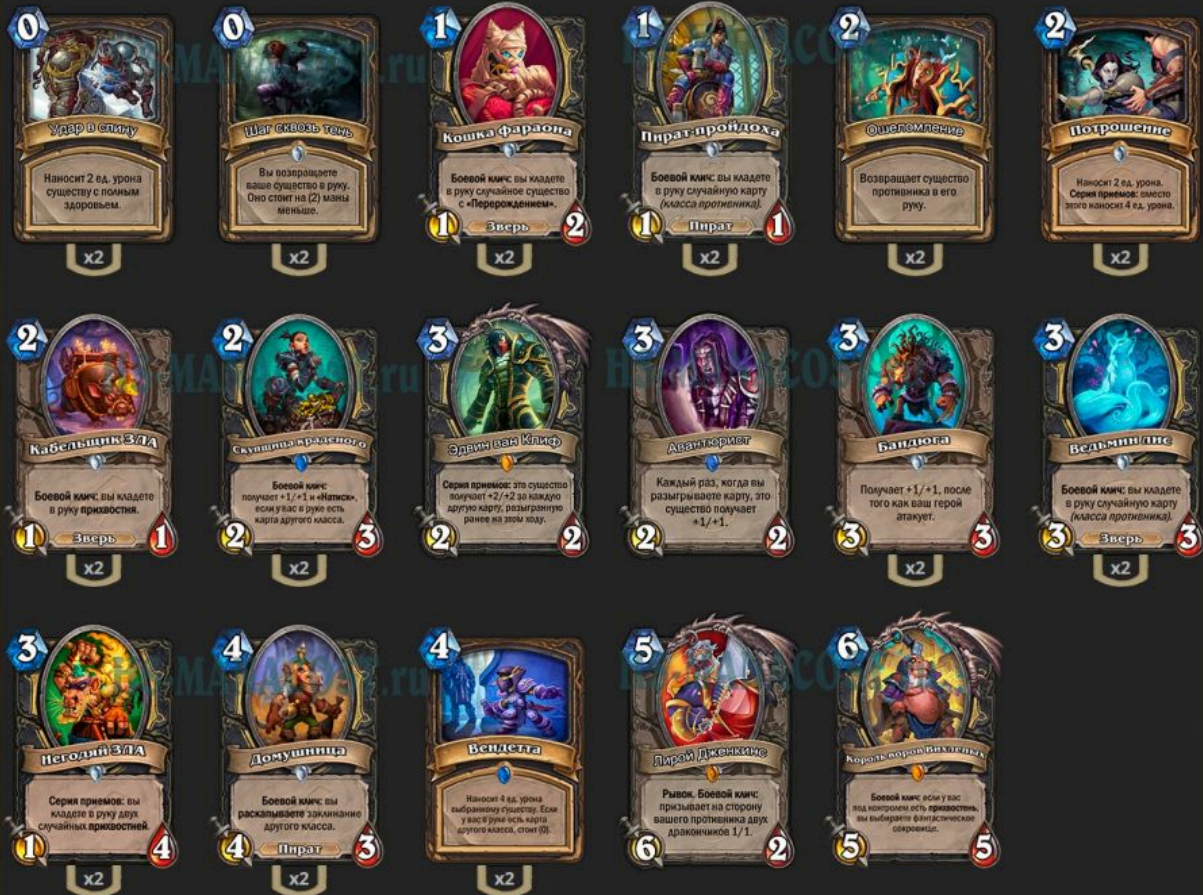 0
Удар в спину
Наносит 2 ед. урона
существу с полным
здоровьем.
x2
0
Шаг сквозь тень
Вы возвращаете
ваше существо в руку.
Оно стоит на (2) маны
меньше.
x2
1
Кошка фараона
Боевой клич: вы кладете
в руку случайное существо
с «Перерождением».
1 Зверь 2
x2
1
Пират-пройдоха
Боевой клич: вы кладете
в руку случайную карту
(класса противника).
1 Пират 1
x2
2
Ошеломление
Возвращает существо
противника в его
руку.
x2
2
Потрошение
Наносит 2 ед. урона.
Серия приемов: вместо
этого наносит 4 ед. урона.
x2
2
Кабельщик ЗЛА
Боевой клич: вы кладете
в руку прихвостня.
1 Зверь 1
x2
2
Скупщица краденого
Боевой клич:
получает +1/+1 и «Натиск»,
если у вас в руке есть
карта другого класса.
2 3
x2
3
Эдвин ван Клиф
Серия приемов: это существо
получает +2/+2 за каждую
другую карту, разыгранную
ранее на этом ходу.
2 2
3
Авантюрист
Каждый раз, когда вы
разыгрываете карту, это
существо получает
+1/+1.
2 2
3
Бандюга
Получает +1/+1, после
того как ваш герой
атакует.
3 3
x2
3
Ведьмин лис
Боевой клич: вы кладете
в руку случайную карту
(класса противника).
3 Зверь 3
x2
3
Негодяй ЗЛА
Серия приемов: вы
кладете в руку двух
случайных прихвостней.
1 4
x2
4
Домушница
Боевой клич: вы
раскапываете заклинание
другого класса.
4 Пират 3
x2
4
Вендетта
Наносит 4 ед. урона
выбранному существу. Если
у вас в руке есть карта
другого класса, стоит (0).
x2
5
Лирой Дженкинс
Рывок. Боевой клич:
призывает на сторону
вашего противника двух
дракончиков 1/1.
6 2
6
Король воров Вихлепых
Боевой клич: если у вас
под контролем есть прихвостень,
вы выбираете фантастическое
сокровище.
5 5